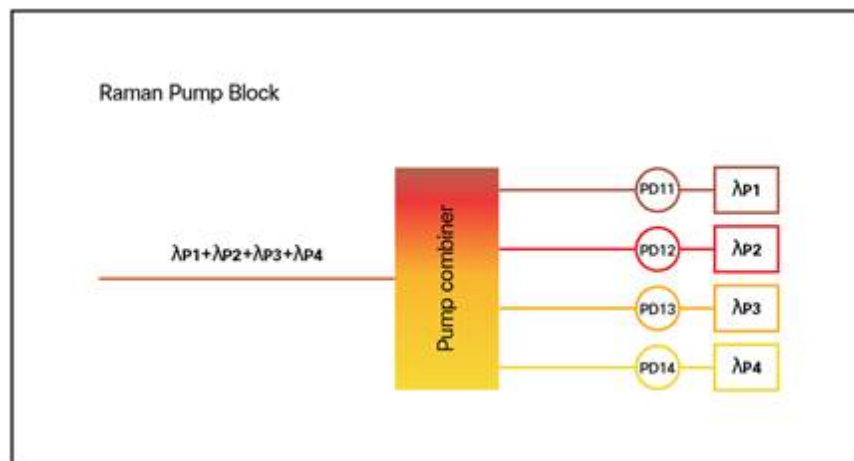 Raman Pump Block
λP1+λP2+λP3+λP4
Pump combiner
PD11
λP1
PD12
λP2
PD13
λP3
PD14
λP4